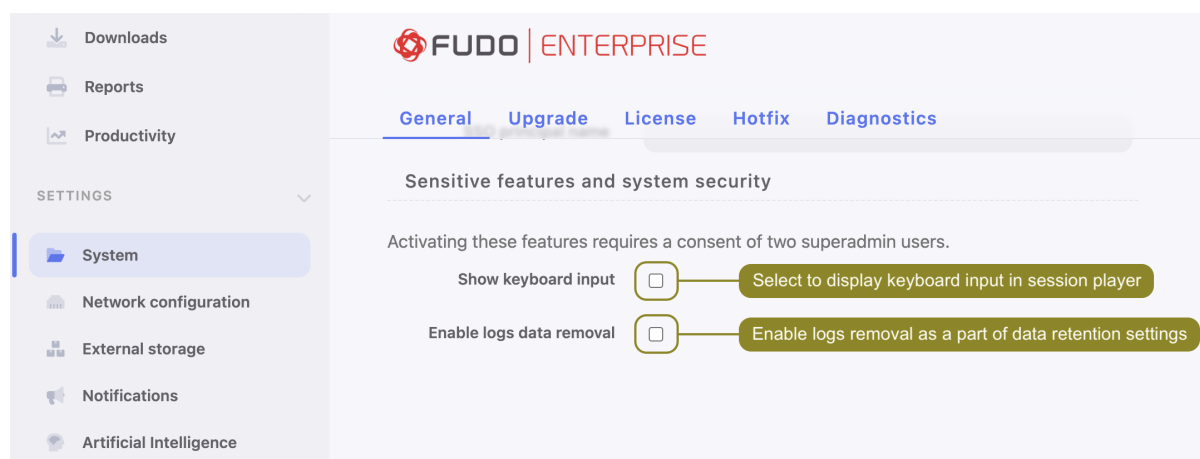 Downloads
Reports
Productivity
SETTINGS
System
Network configuration
External storage
Notifications
Artificial Intelligence
FUDO | ENTERPRISE
General Upgrade License Hotfix Diagnostics
SSO principal name
Sensitive features and system security
Activating these features requires a consent of two superadmin users.
Show keyboard input Select to display keyboard input in session player
Enable logs data removal Enable logs removal as a part of data retention settings